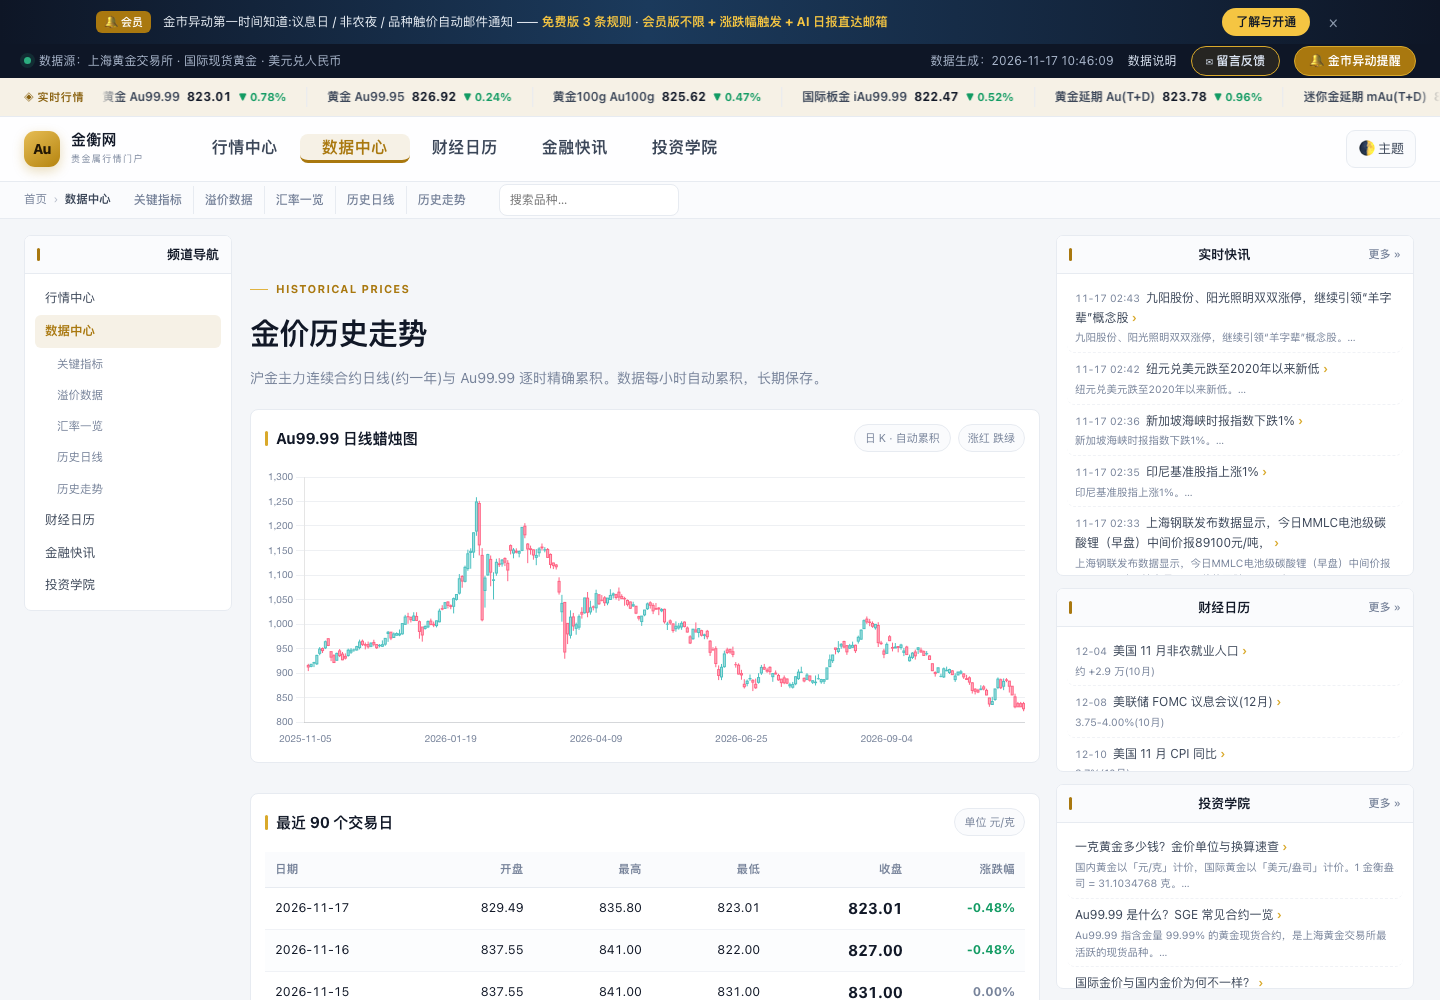 会员
金市异动第一时间知道:议息日 / 非农夜 / 品种触价自动邮件通知 —— 免费版 3 条规则 · 会员版不限 + 涨跌幅触发 + AI 日报直达邮箱
了解与开通
×
数据源：上海黄金交易所 · 国际现货黄金 · 美元兑人民币
数据生成：2026-11-17 10:46:09
数据说明
✉ 留言反馈
金市异动提醒
◈ 实时行情
黄金 Au99.99 823.01 ▼ 0.78%
黄金 Au99.95 826.92 ▼ 0.24%
黄金100g Au100g 825.62 ▼ 0.47%
国际板金 iAu99.99 822.47 ▼ 0.52%
黄金延期 Au(T+D) 823.78 ▼ 0.96%
迷你金延期 mAu(T+D)
Au
金衡网
贵金属行情门户
行情中心
数据中心
财经日历
金融快讯
投资学院
主题
首页 › 数据中心
关键指标
溢价数据
汇率一览
历史日线
历史走势
搜索品种...
频道导航
行情中心
数据中心
关键指标
溢价数据
汇率一览
历史日线
历史走势
财经日历
金融快讯
投资学院
HISTORICAL PRICES
金价历史走势
沪金主力连续合约日线(约一年)与 Au99.99 逐时精确累积。数据每小时自动累积，长期保存。
Au99.99 日线蜡烛图
日 K · 自动累积
涨红 跌绿
1,300
1,250
1,200
1,150
1,100
1,050
1,000
950
900
850
800
2025-11-05
2026-01-19
2026-04-09
2026-06-25
2026-09-04
最近 90 个交易日
单位 元/克
日期 开盘 最高 最低 收盘 涨跌幅
2026-11-17 829.49 835.80 823.01 823.01 -0.48%
2026-11-16 837.55 841.00 822.00 827.00 -0.48%
2026-11-15 837.55 841.00 831.00 831.00 0.00%
实时快讯
更多 »
11-17 02:43 九阳股份、阳光照明双双涨停，继续引领“羊字
辈”概念股 ›
九阳股份、阳光照明双双涨停，继续引领“羊字辈”概念股。...
11-17 02:42 纽元兑美元跌至2020年以来新低 ›
纽元兑美元跌至2020年以来新低。...
11-17 02:36 新加坡海峡时报指数下跌1% ›
新加坡海峡时报指数下跌1%。...
11-17 02:35 印尼基准股指上涨1% ›
印尼基准股指上涨1%。...
11-17 02:33 上海钢联发布数据显示，今日MMLC电池级碳
酸锂（早盘）中间价报89100元/吨， ›
上海钢联发布数据显示，今日MMLC电池级碳酸锂（早盘）中间价报
财经日历
更多 »
12-04 美国 11 月非农就业人口 ›
约 +2.9 万(10月)
12-08 美联储 FOMC 议息会议(12月) ›
3.75-4.00%(10月)
12-10 美国 11 月 CPI 同比 ›
投资学院
更多 »
一克黄金多少钱？金价单位与换算速查 ›
国内黄金以「元/克」计价，国际黄金以「美元/盎司」计价。1 金衡盎
司 = 31.1034768 克。...
Au99.99 是什么？SGE 常见合约一览 ›
Au99.99 指含金量 99.99% 的黄金现货合约，是上海黄金交易所最
活跃的现货品种。...
国际金价与国内金价为何不一样？ ›